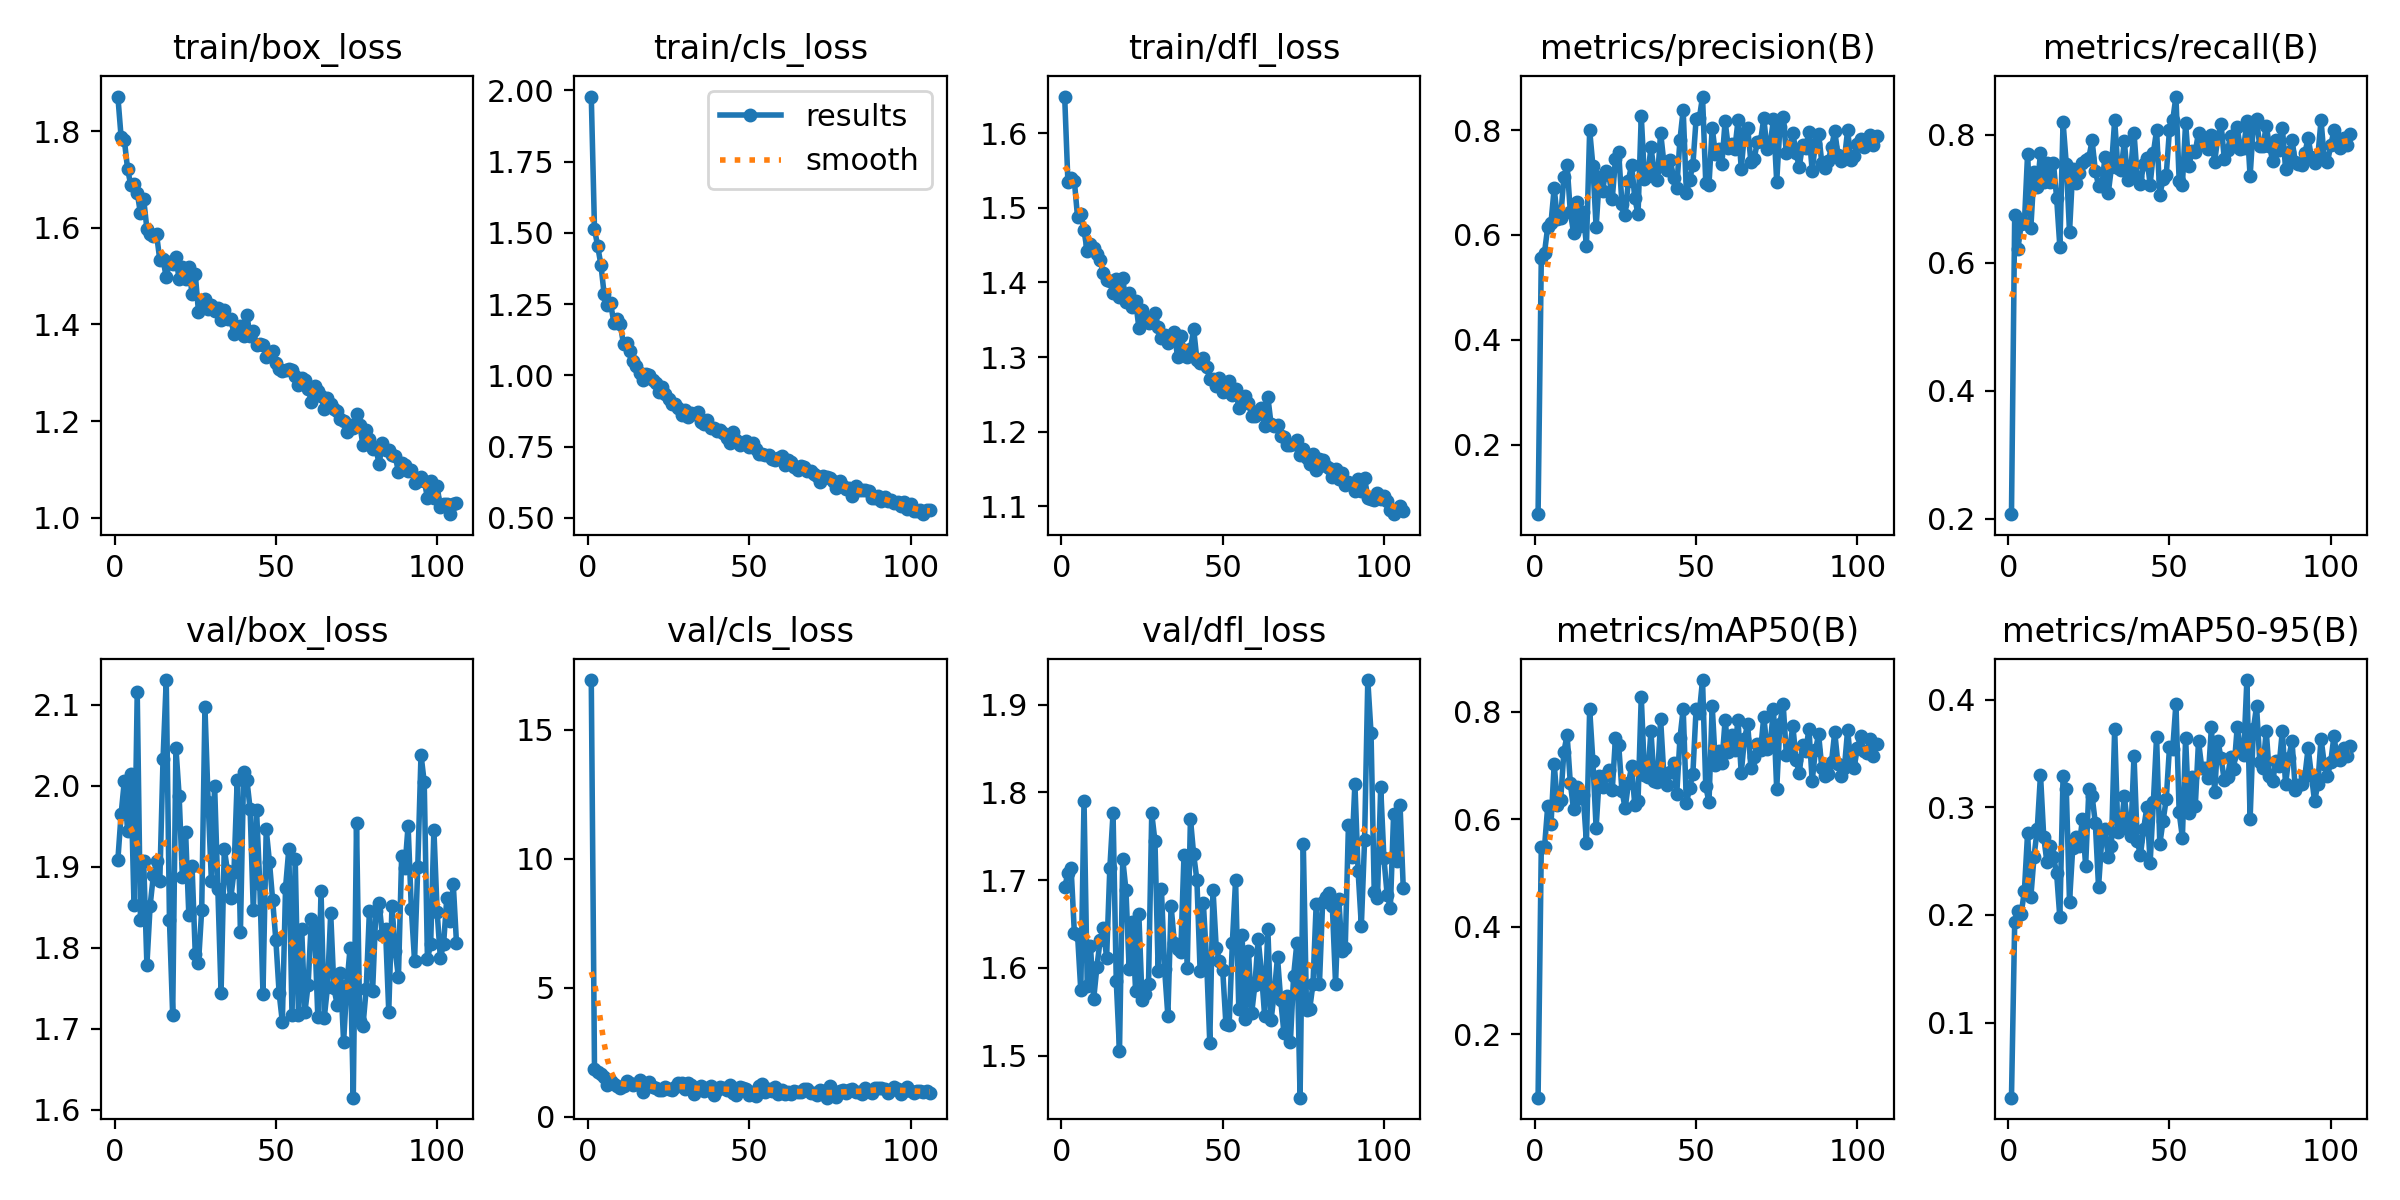 train/box_loss
1.8
1.6
1.4
1.2
1.0
0 50 100
train/cls_loss
results
smooth
2.00
1.75
1.50
1.25
1.00
0.75
0.50
0 50 100
train/dfl_loss
1.6
1.5
1.4
1.3
1.2
1.1
0 50 100
metrics/precision(B)
0.8
0.6
0.4
0.2
0 50 100
metrics/recall(B)
0.8
0.6
0.4
0.2
0 50 100
val/box_loss
2.1
2.0
1.9
1.8
1.7
1.6
0 50 100
val/cls_loss
15
10
5
0
0 50 100
val/dfl_loss
1.9
1.8
1.7
1.6
1.5
0 50 100
metrics/mAP50(B)
0.8
0.6
0.4
0.2
0 50 100
metrics/mAP50-95(B)
0.4
0.3
0.2
0.1
0 50 100